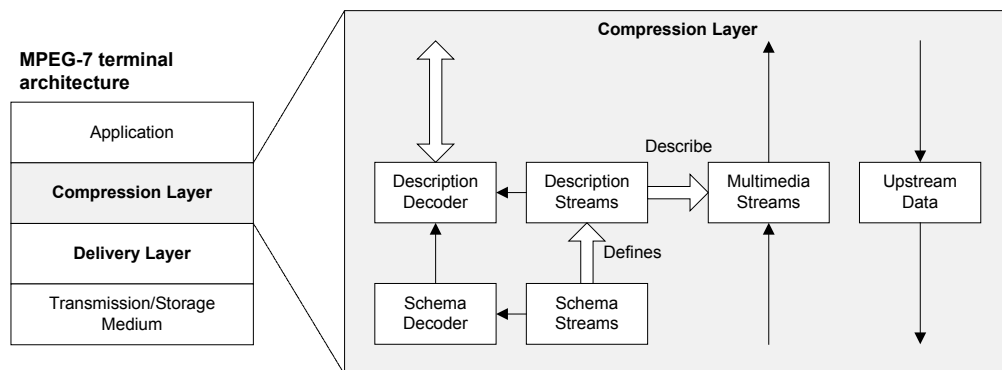 MPEG-7 terminal
architecture
Application
Compression Layer
Delivery Layer
Transmission/Storage
Medium
Compression Layer
Describe
Description
Decoder
Description
Streams
Multimedia
Streams
Upstream
Data
Defines
Schema
Decoder
Schema
Streams